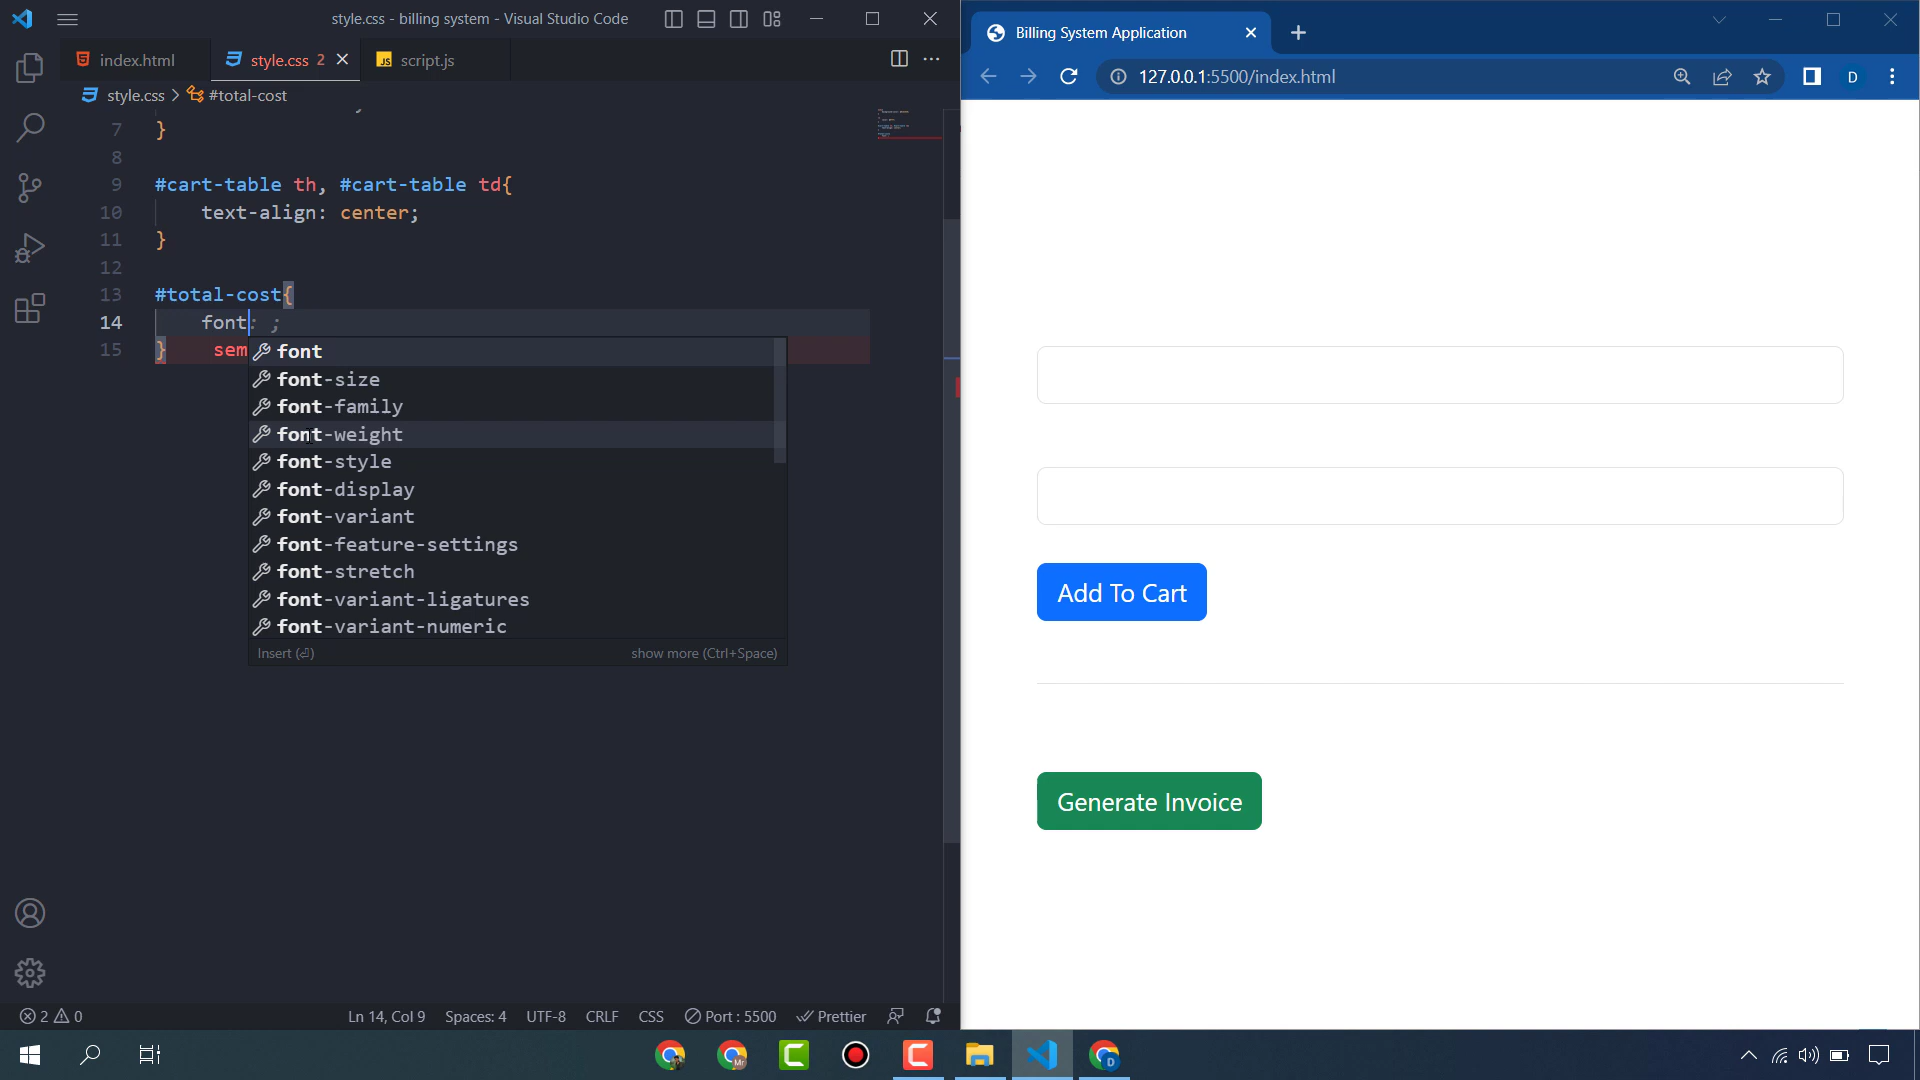 style.css - billing system - Visual Studio Code
index.html
style.css 2
JS script.js
style.css > #total-cost
7 }
8
9 #cart-table th, #cart-table td{
10 text-align: center;
11 }
12
13 #total-cost{
14 font: ;
15 } sem
font
font-size
font-family
font-weight
font-style
font-display
font-variant
font-feature-settings
font-stretch
font-variant-ligatures
font-variant-numeric
Insert (⏎) show more (Ctrl+Space)
2 0
Ln 14, Col 9 Spaces: 4 UTF-8 CRLF CSS Port : 5500 Prettier
Billing System Application
127.0.0.1:5500/index.html
D
Add To Cart
Generate Invoice
Mr
D